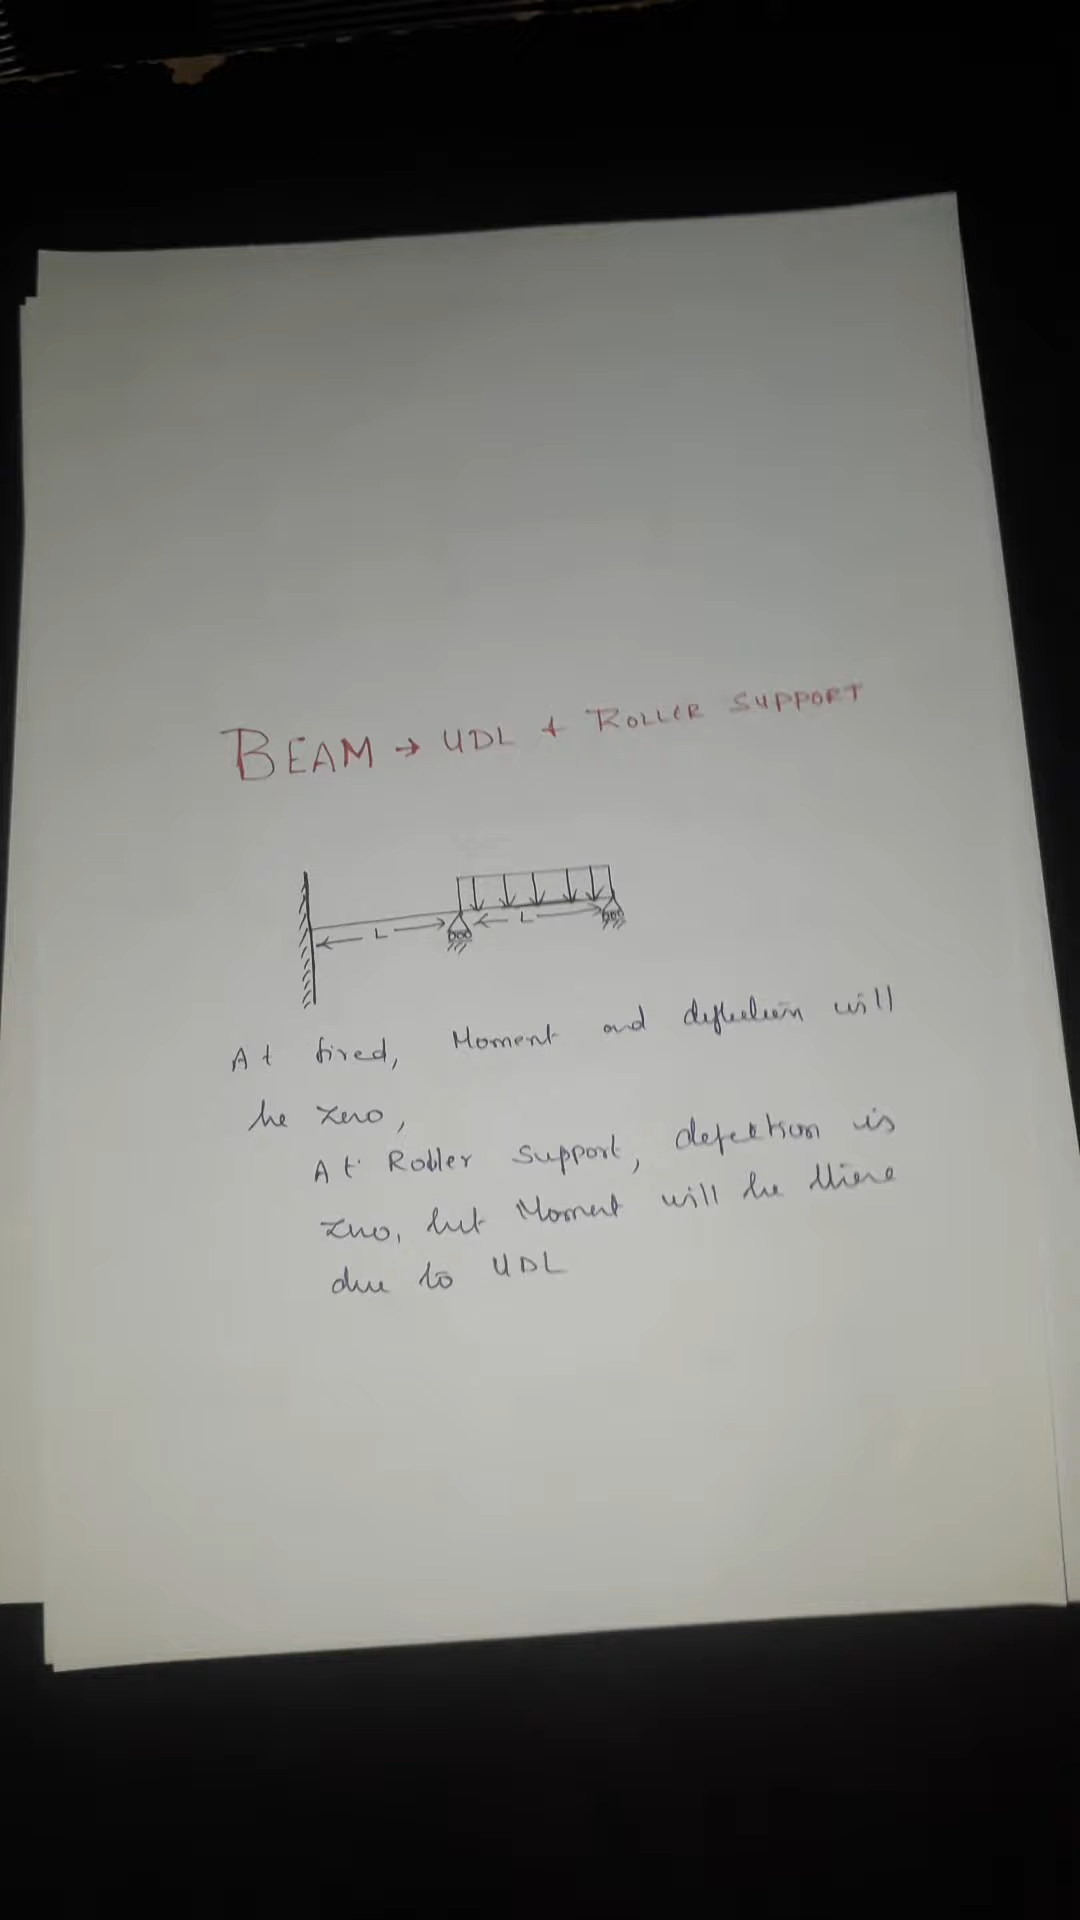 BEAM → UDL + ROLLER SUPPORT
L L
At fixed, Moment and deflection will
be zero,
At Roller support, defection is
zero, but Moment will be there
due to UDL